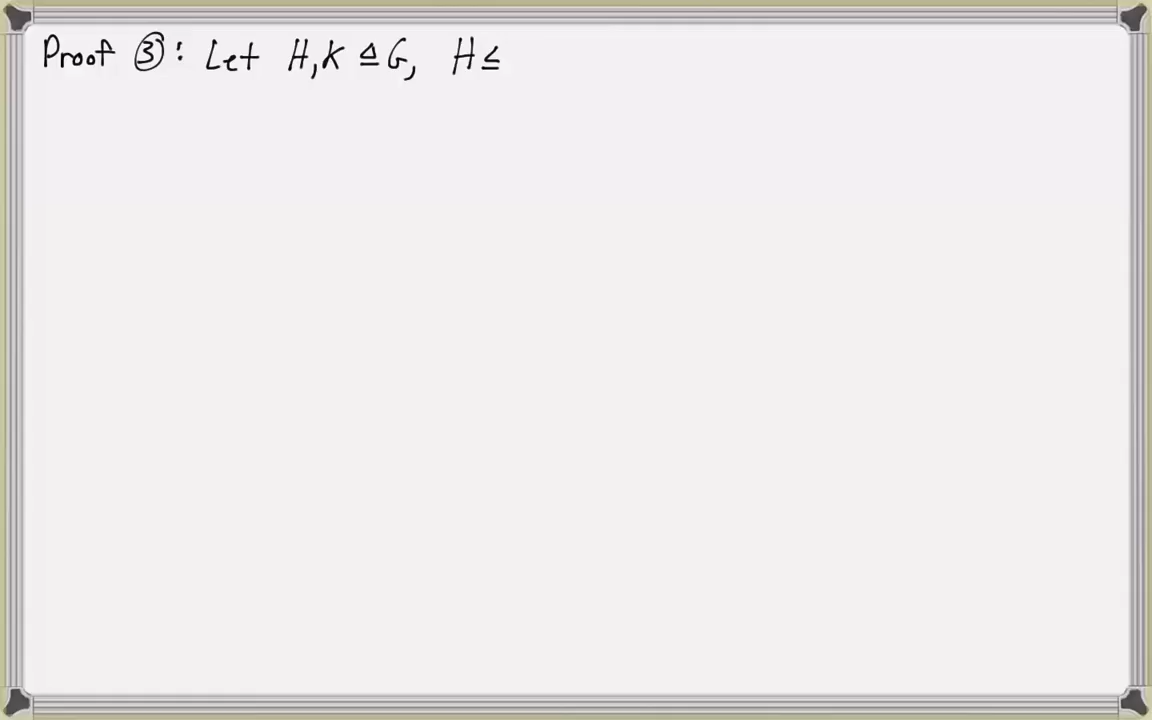 Proof ③: Let H,K ⊴ G, H ≤